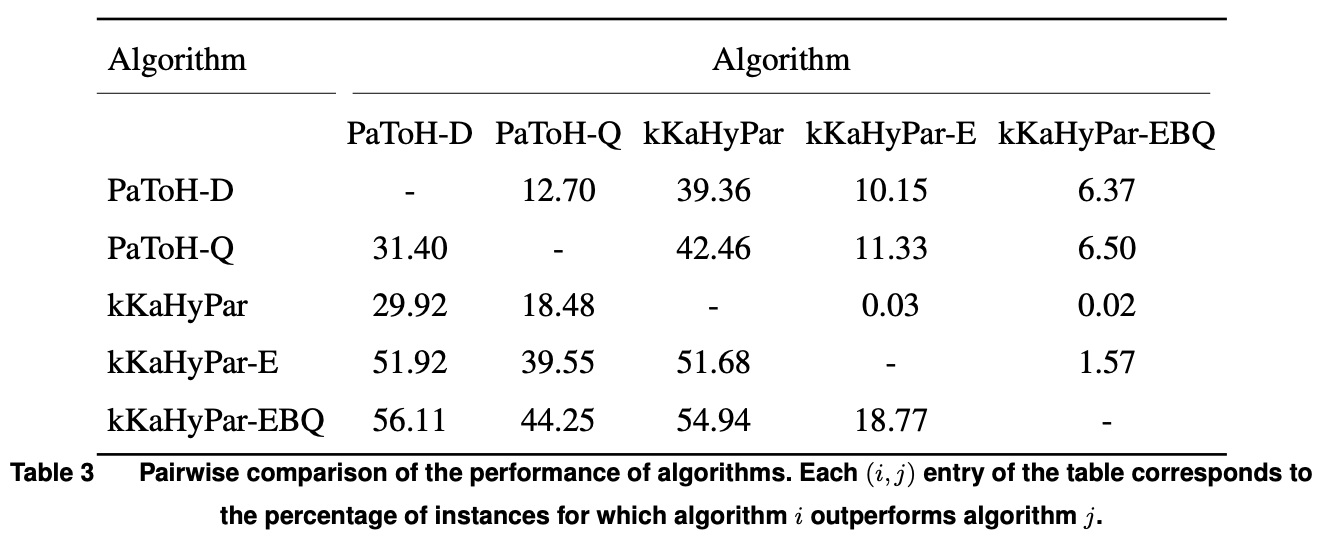 Algorithm Algorithm
PaToH-D PaToH-Q kKaHyPar kKaHyPar-E kKaHyPar-EBQ
PaToH-D - 12.70 39.36 10.15 6.37
PaToH-Q 31.40 - 42.46 11.33 6.50
kKaHyPar 29.92 18.48 - 0.03 0.02
kKaHyPar-E 51.92 39.55 51.68 - 1.57
kKaHyPar-EBQ 56.11 44.25 54.94 18.77 -
Table 3 Pairwise comparison of the performance of algorithms. Each (i, j) entry of the table corresponds to
the percentage of instances for which algorithm i outperforms algorithm j.